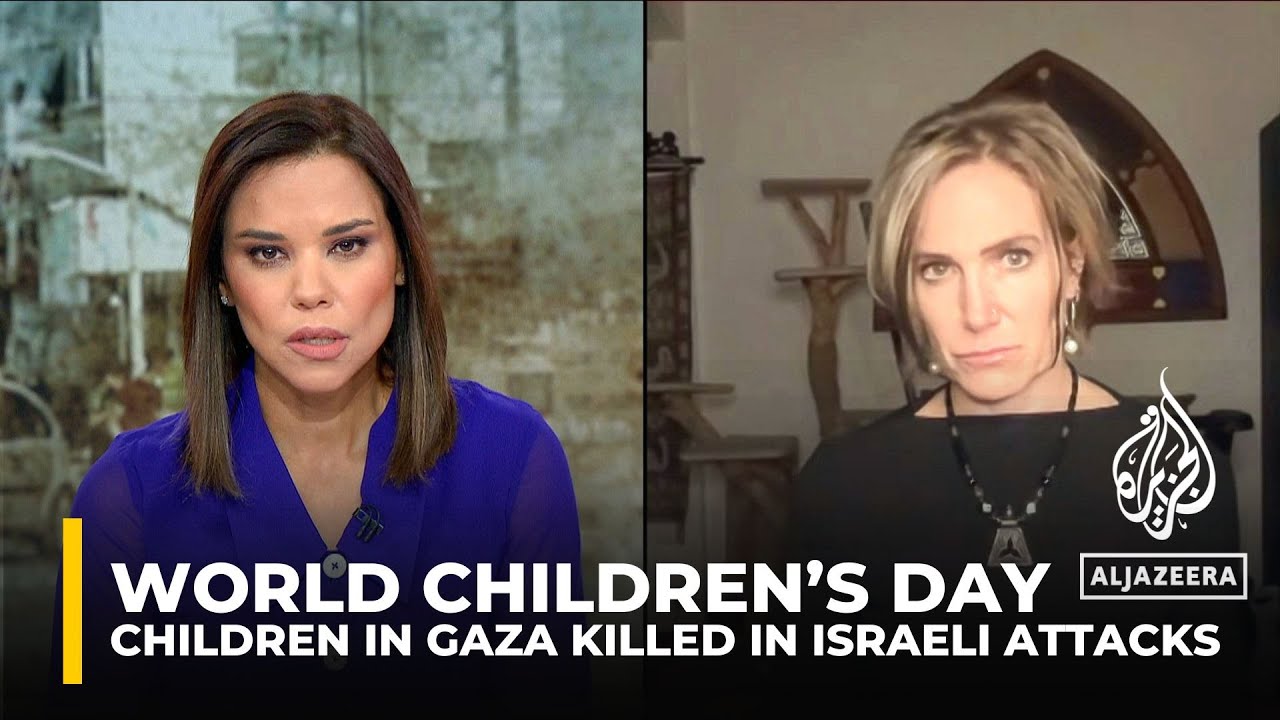 WORLD CHILDREN'S DAY
CHILDREN IN GAZA KILLED IN ISRAELI ATTACKS
الجزيرة
ALJAZEERA